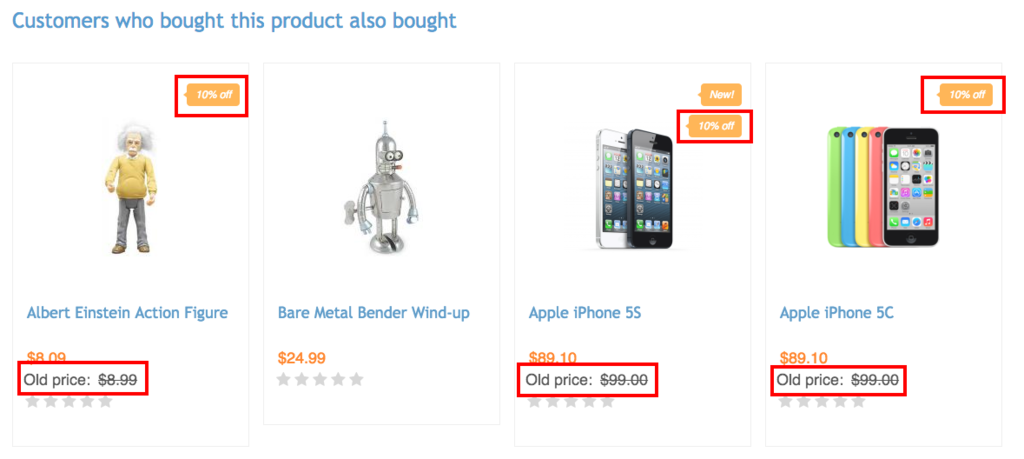 Customers who bought this product also bought
10% off
Albert Einstein Action Figure
$8.09
Old price: $8.99
Bare Metal Bender Wind-up
$24.99
New!
10% off
Apple iPhone 5S
$89.10
Old price: $99.00
10% off
Apple iPhone 5C
$89.10
Old price: $99.00